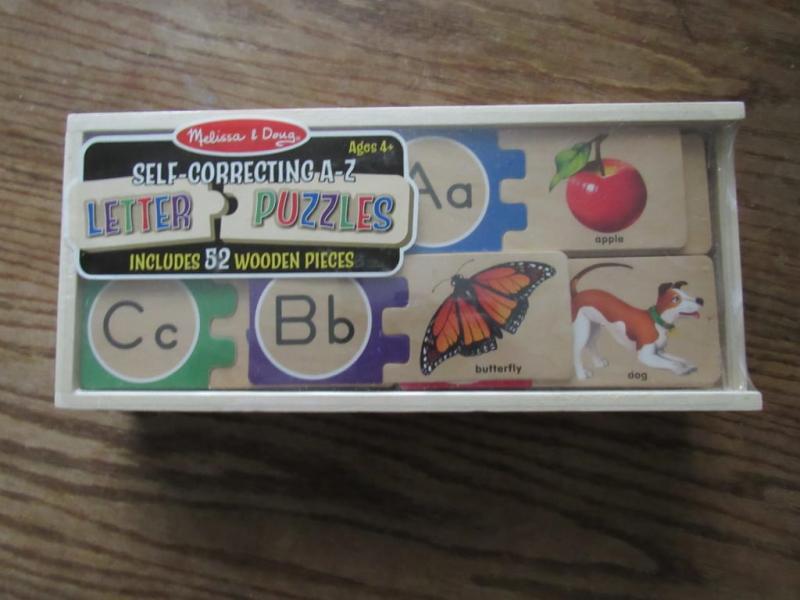 Melissa & Doug
Ages 4+
SELF-CORRECTING A-Z
LETTER PUZZLES
INCLUDES 52 WOODEN PIECES
Aa
apple
Cc
Bb
butterfly
dog